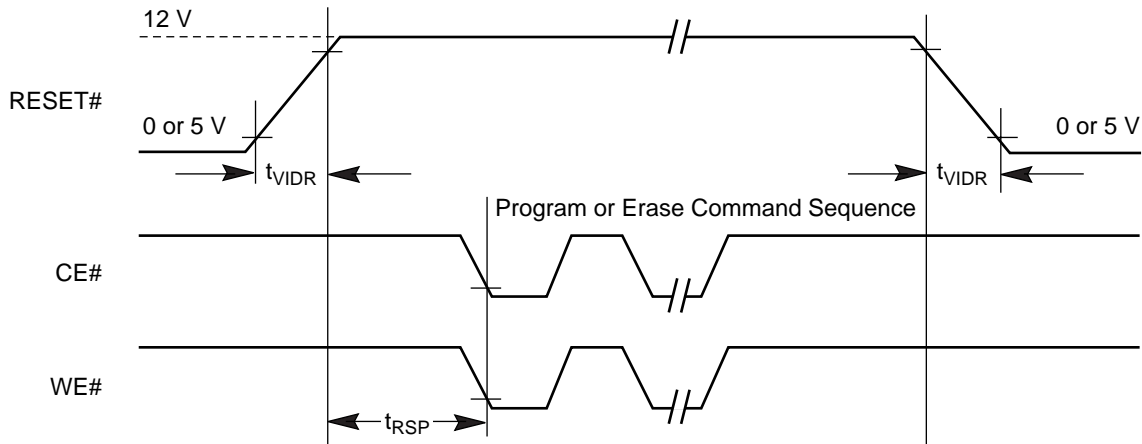 12 V
RESET#
0 or 5 V
0 or 5 V
tVIDR
tVIDR
Program or Erase Command Sequence
CE#
WE#
tRSP